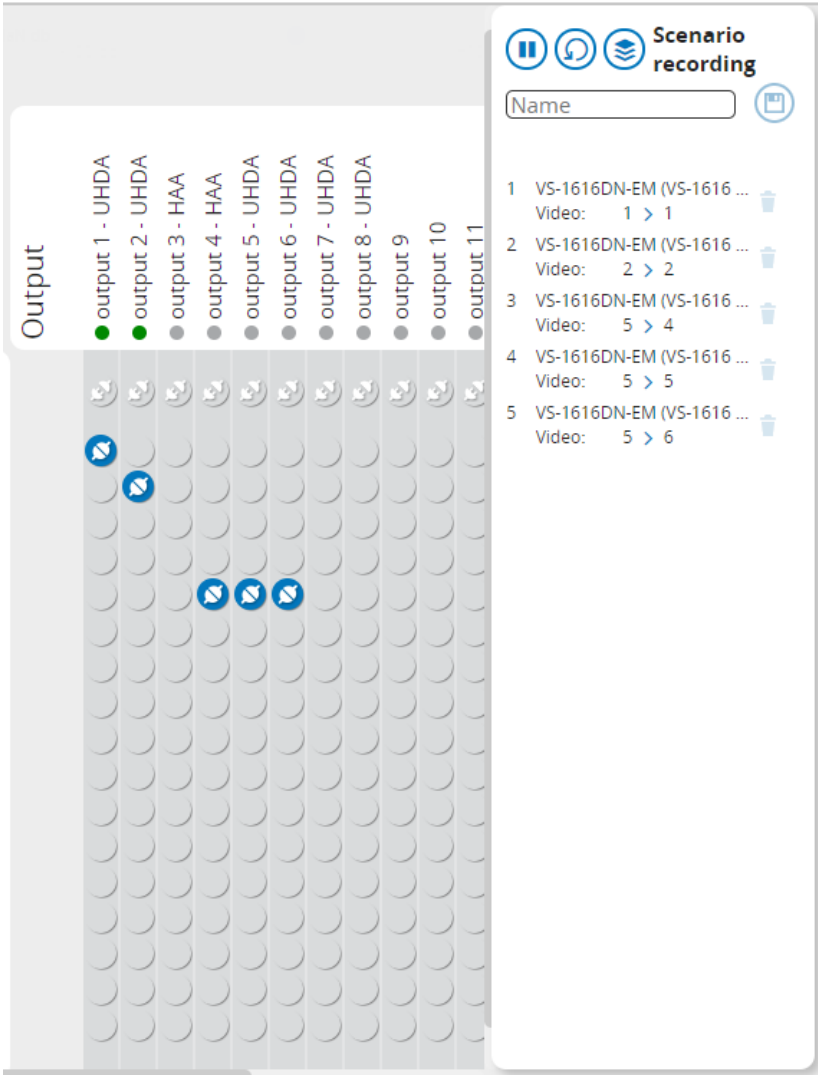 Scenario
recording
Name
Output
output 1 - UHDA
output 2 - UHDA
output 3 - HAA
output 4 - HAA
output 5 - UHDA
output 6 - UHDA
output 7 - UHDA
output 8 - UHDA
output 9
output 10
output 11
1 VS-1616DN-EM (VS-1616 ...
Video: 1 > 1
2 VS-1616DN-EM (VS-1616 ...
Video: 2 > 2
3 VS-1616DN-EM (VS-1616 ...
Video: 5 > 4
4 VS-1616DN-EM (VS-1616 ...
Video: 5 > 5
5 VS-1616DN-EM (VS-1616 ...
Video: 5 > 6